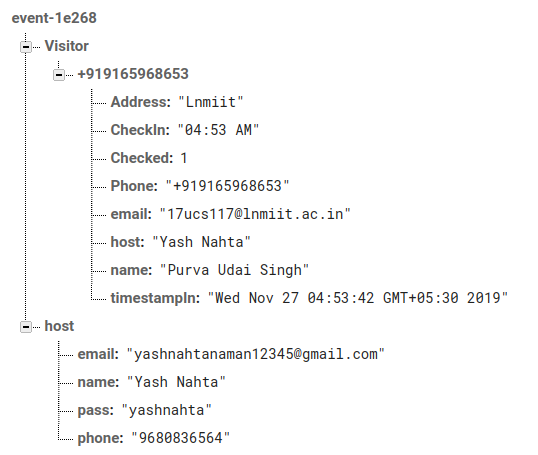 event-1e268
Visitor
+919165968653
Address: "Lnmiit"
CheckIn: "04:53 AM"
Checked: 1
Phone: "+919165968653"
email: "17ucs117@lnmiit.ac.in"
host: "Yash Nahta"
name: "Purva Udai Singh"
timestampIn: "Wed Nov 27 04:53:42 GMT+05:30 2019"
host
email: "yashnahtanaman12345@gmail.com"
name: "Yash Nahta"
pass: "yashnahta"
phone: "9680836564"